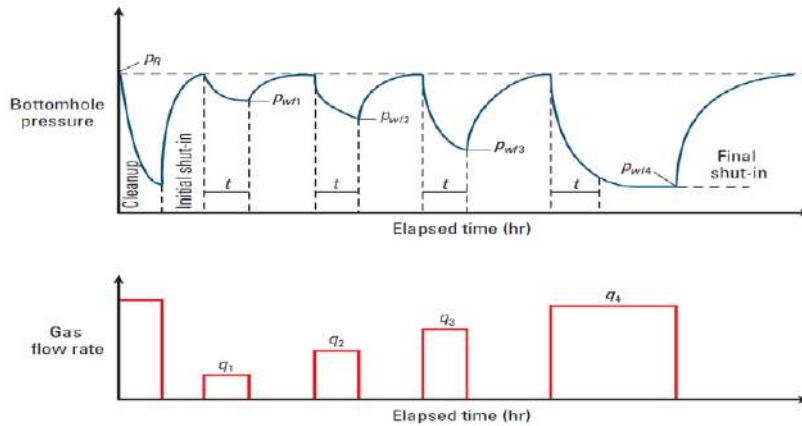 p_R
Bottomhole
pressure
Cleanup
Initial shut-in
t
t
t
t
p_wf1
p_wf2
p_wf3
p_wf4
Final
shut-in
Elapsed time (hr)
Gas
flow rate
q_1
q_2
q_3
q_4
Elapsed time (hr)